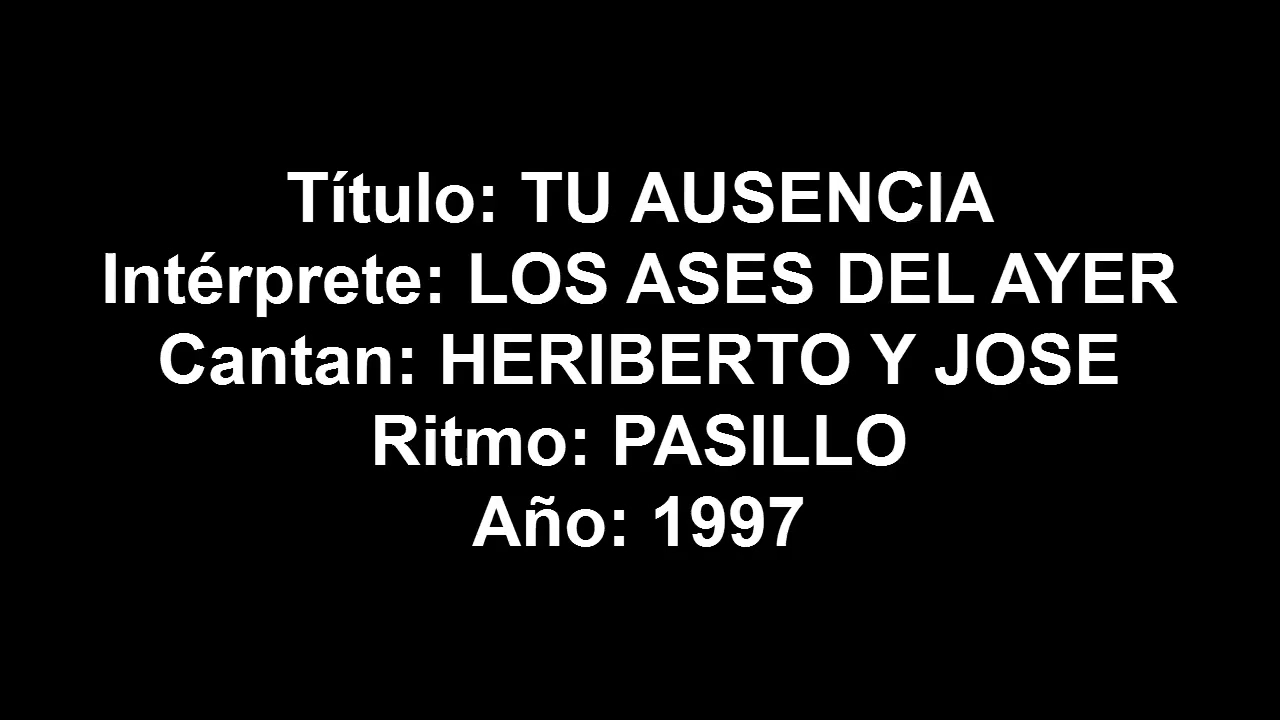 Título: TU AUSENCIA
Intérprete: LOS ASES DEL AYER
Cantan: HERIBERTO Y JOSE
Ritmo: PASILLO
Año: 1997